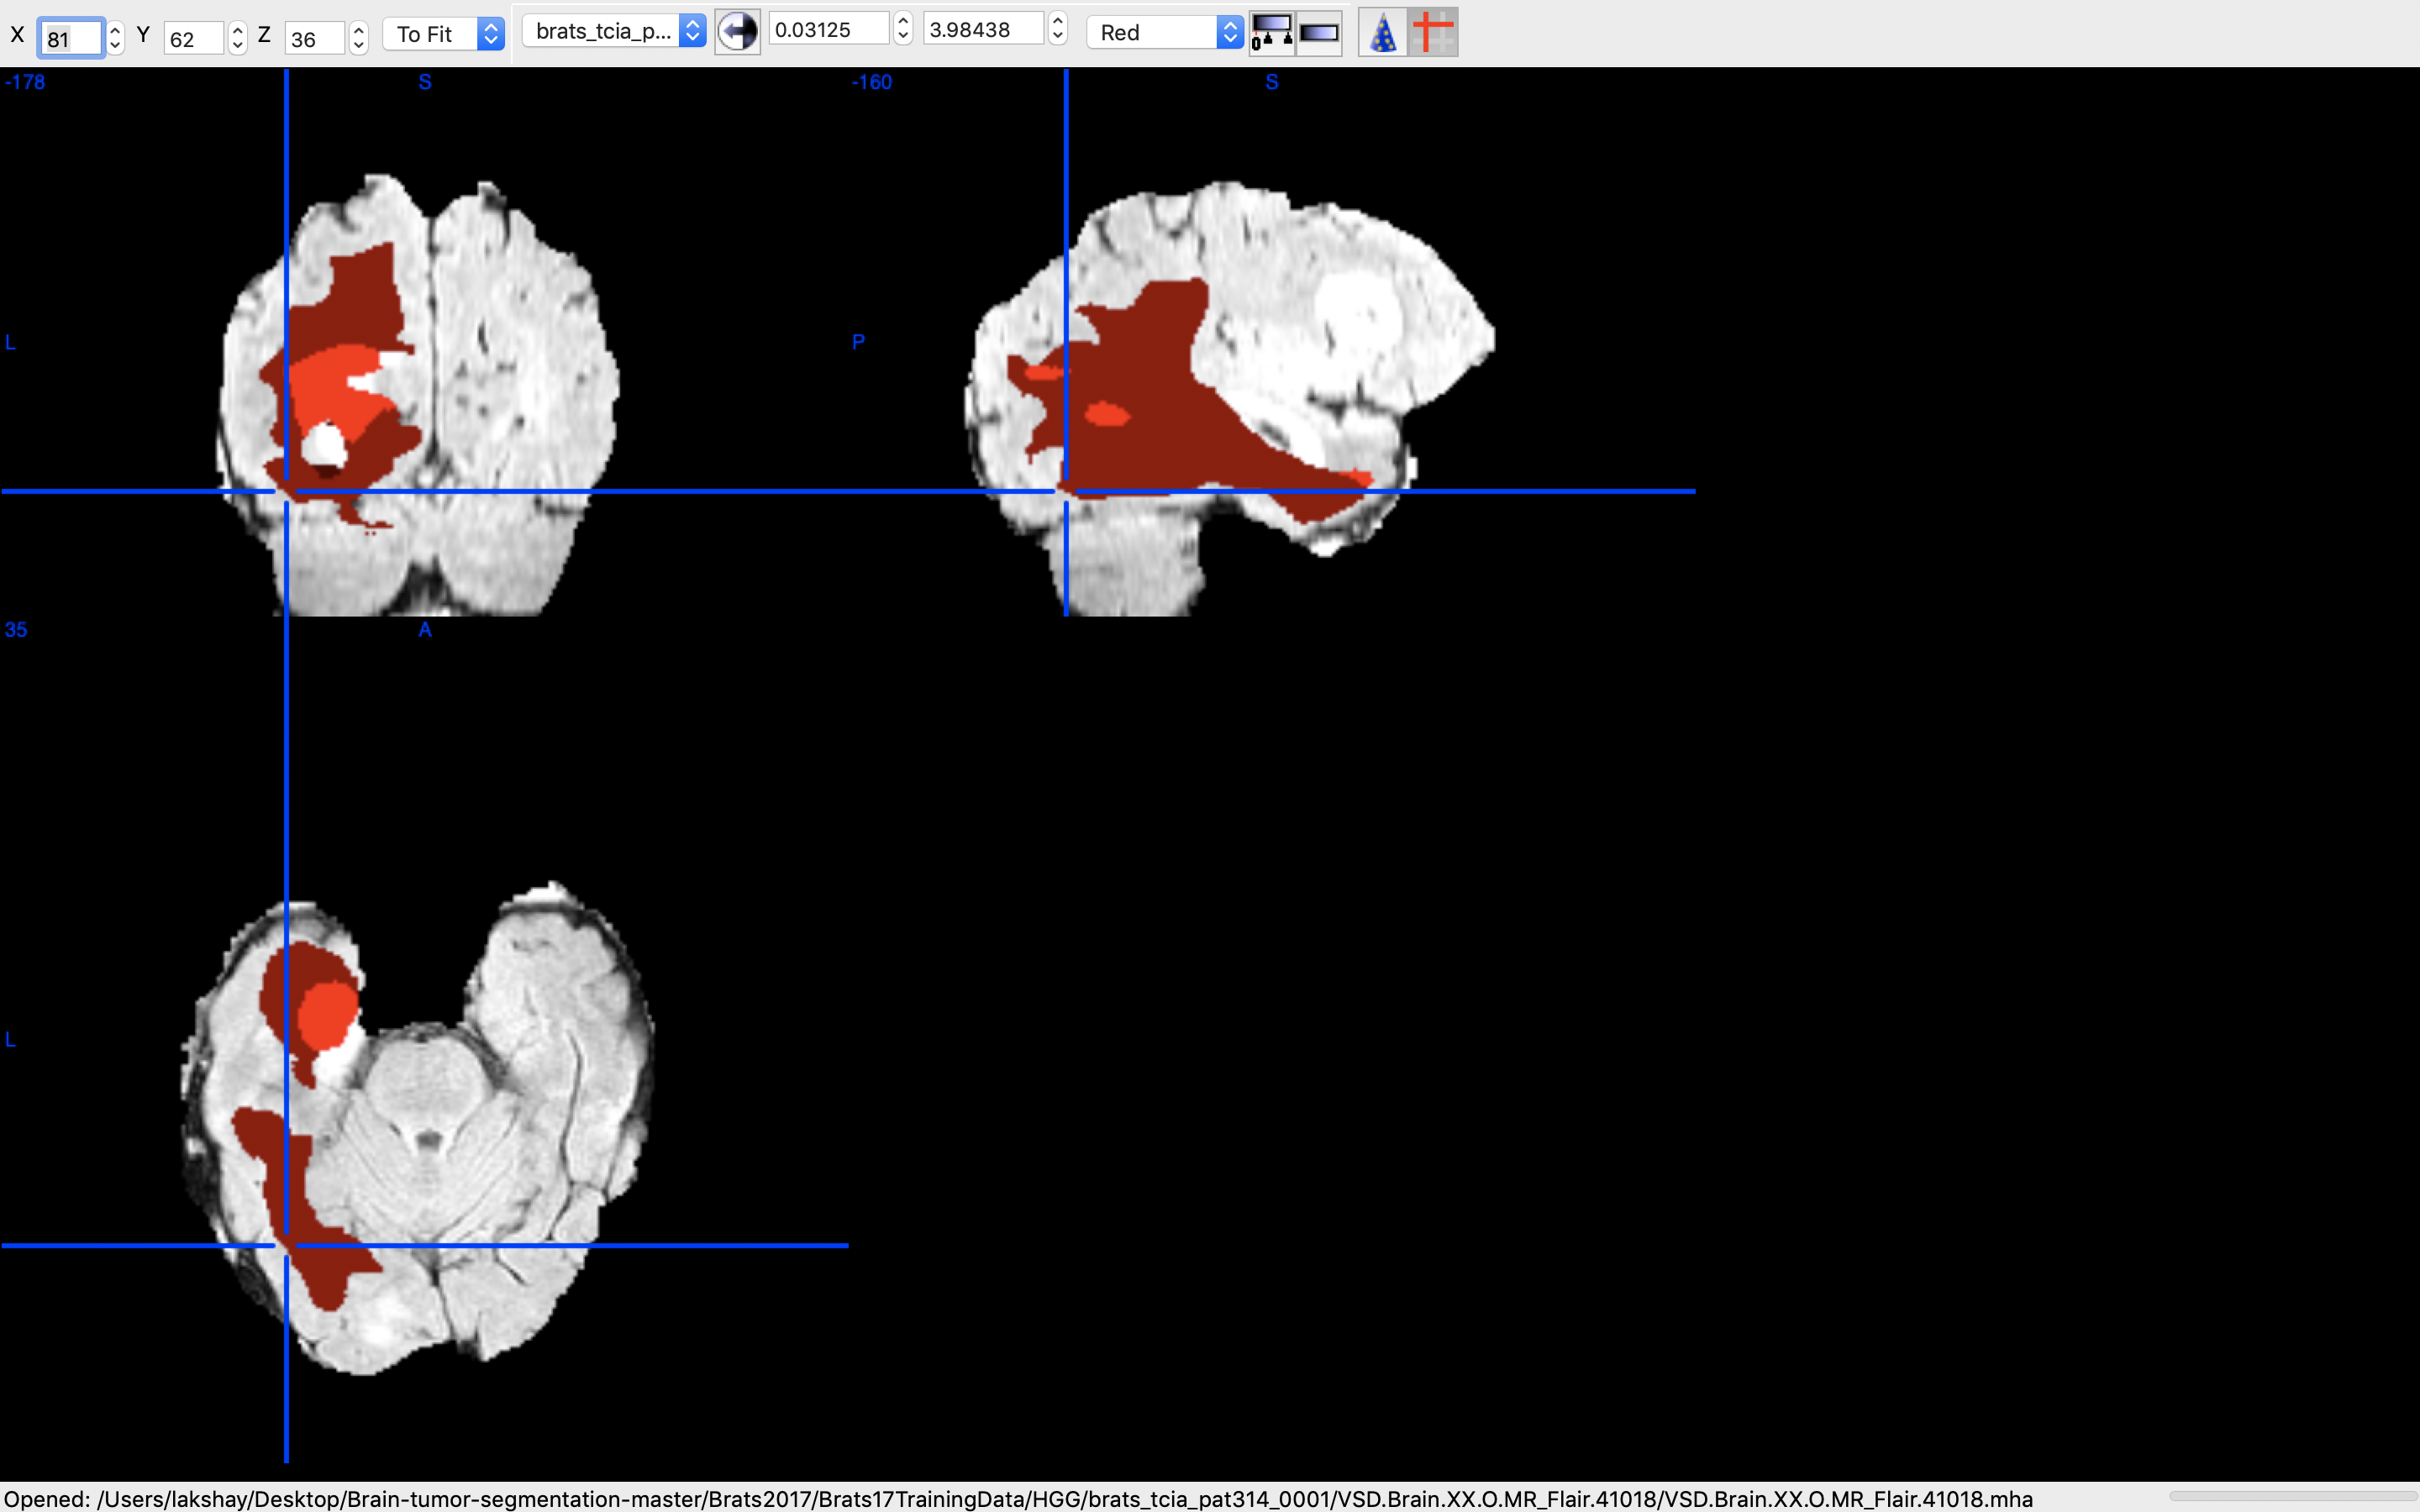 X 81 Y 62 Z 36 To Fit brats_tcia_p... 0.03125 3.98438 Red
0
-178 S -160 S
L P
35 A
L
Opened: /Users/lakshay/Desktop/Brain-tumor-segmentation-master/Brats2017/Brats17TrainingData/HGG/brats_tcia_pat314_0001/VSD.Brain.XX.O.MR_Flair.41018/VSD.Brain.XX.O.MR_Flair.41018.mha